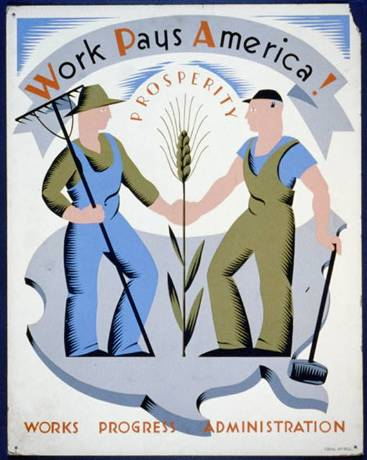 Work Pays America!
PROSPERITY
WORKS PROGRESS ADMINISTRATION